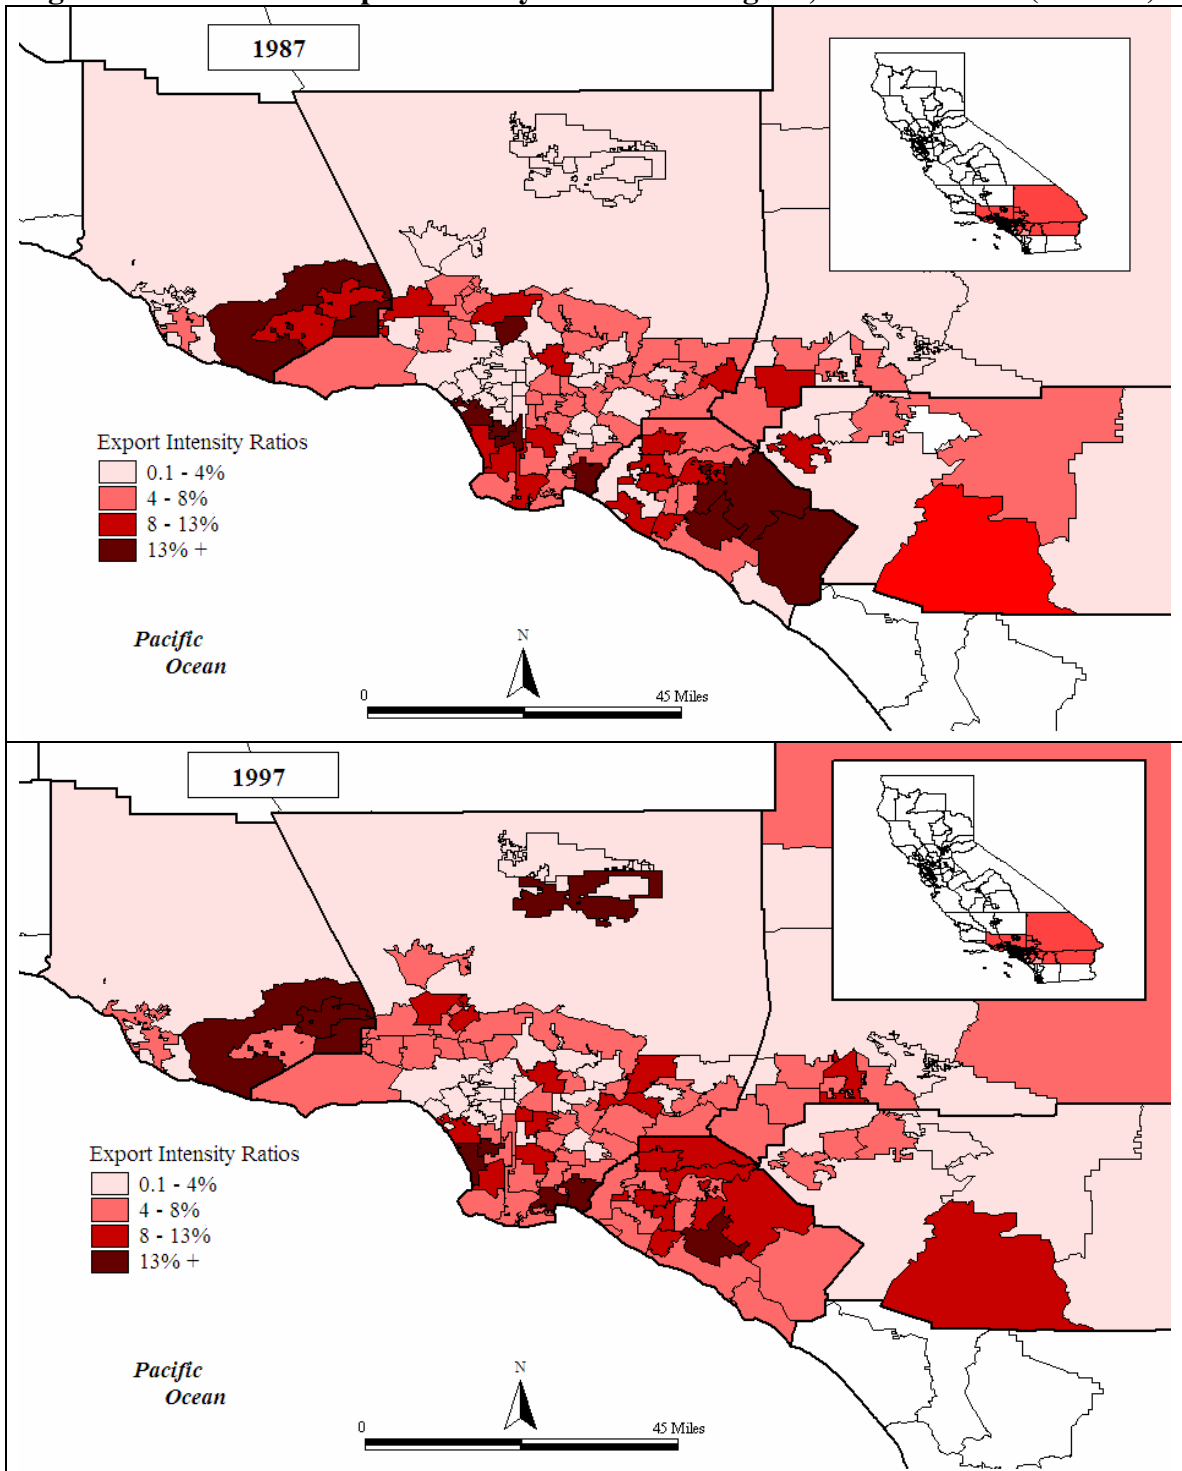 1987
Export Intensity Ratios
0.1 - 4%
4 - 8%
8 - 13%
13% +
Pacific
Ocean
N
0 45 Miles
1997
Export Intensity Ratios
0.1 - 4%
4 - 8%
8 - 13%
13% +
Pacific
Ocean
N
0 45 Miles